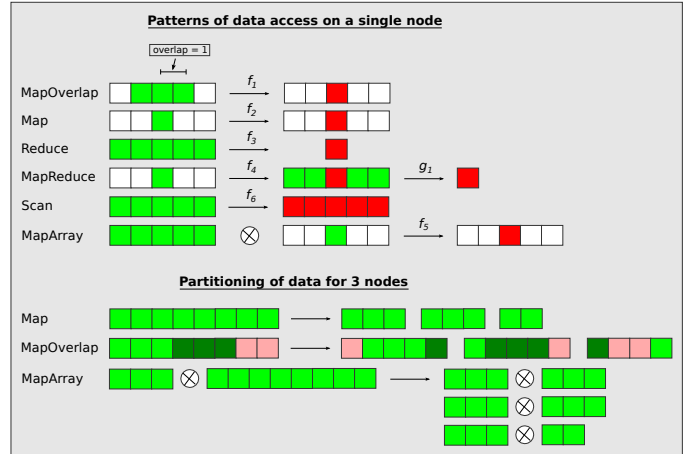 Patterns of data access on a single node
overlap = 1
MapOverlap f₁
Map f₂
Reduce f₃
MapReduce f₄ g₁
Scan f₆
MapArray f₅
Partitioning of data for 3 nodes
Map
MapOverlap
MapArray